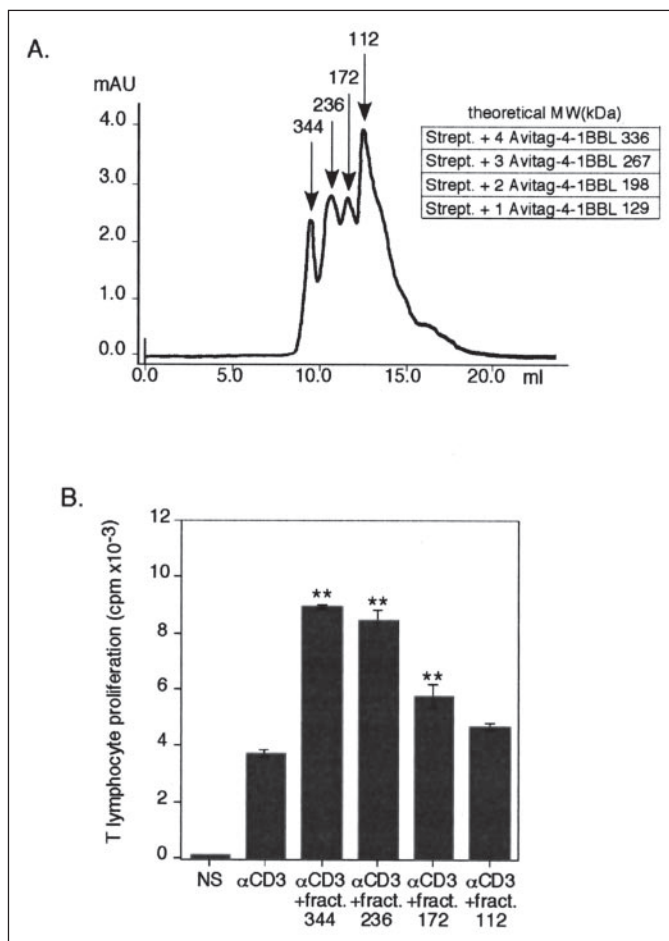 A.
mAU
112
172
236
344
4.0
3.0
2.0
1.0
0.0
0.0 5.0 10.0 15.0 20.0 ml
theoretical MW(kDa)
Strept. + 4 Avitag-4-1BBL 336
Strept. + 3 Avitag-4-1BBL 267
Strept. + 2 Avitag-4-1BBL 198
Strept. + 1 Avitag-4-1BBL 129
B.
T lymphocyte proliferation (cpm x10-3)
12
10
8
6
4
2
0
** ** **
NS αCD3 αCD3 αCD3 αCD3 αCD3
+fract. +fract. +fract. +fract.
344 236 172 112